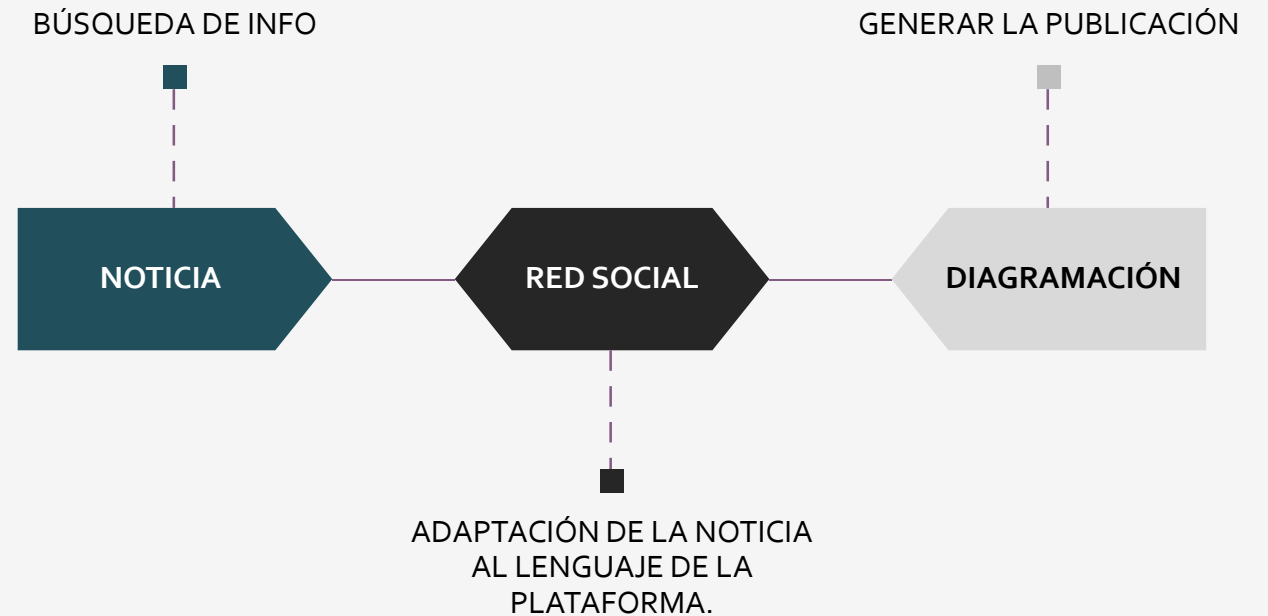 BÚSQUEDA DE INFO
GENERAR LA PUBLICACIÓN
NOTICIA
RED SOCIAL
DIAGRAMACIÓN
ADAPTACIÓN DE LA NOTICIA
AL LENGUAJE DE LA
PLATAFORMA.